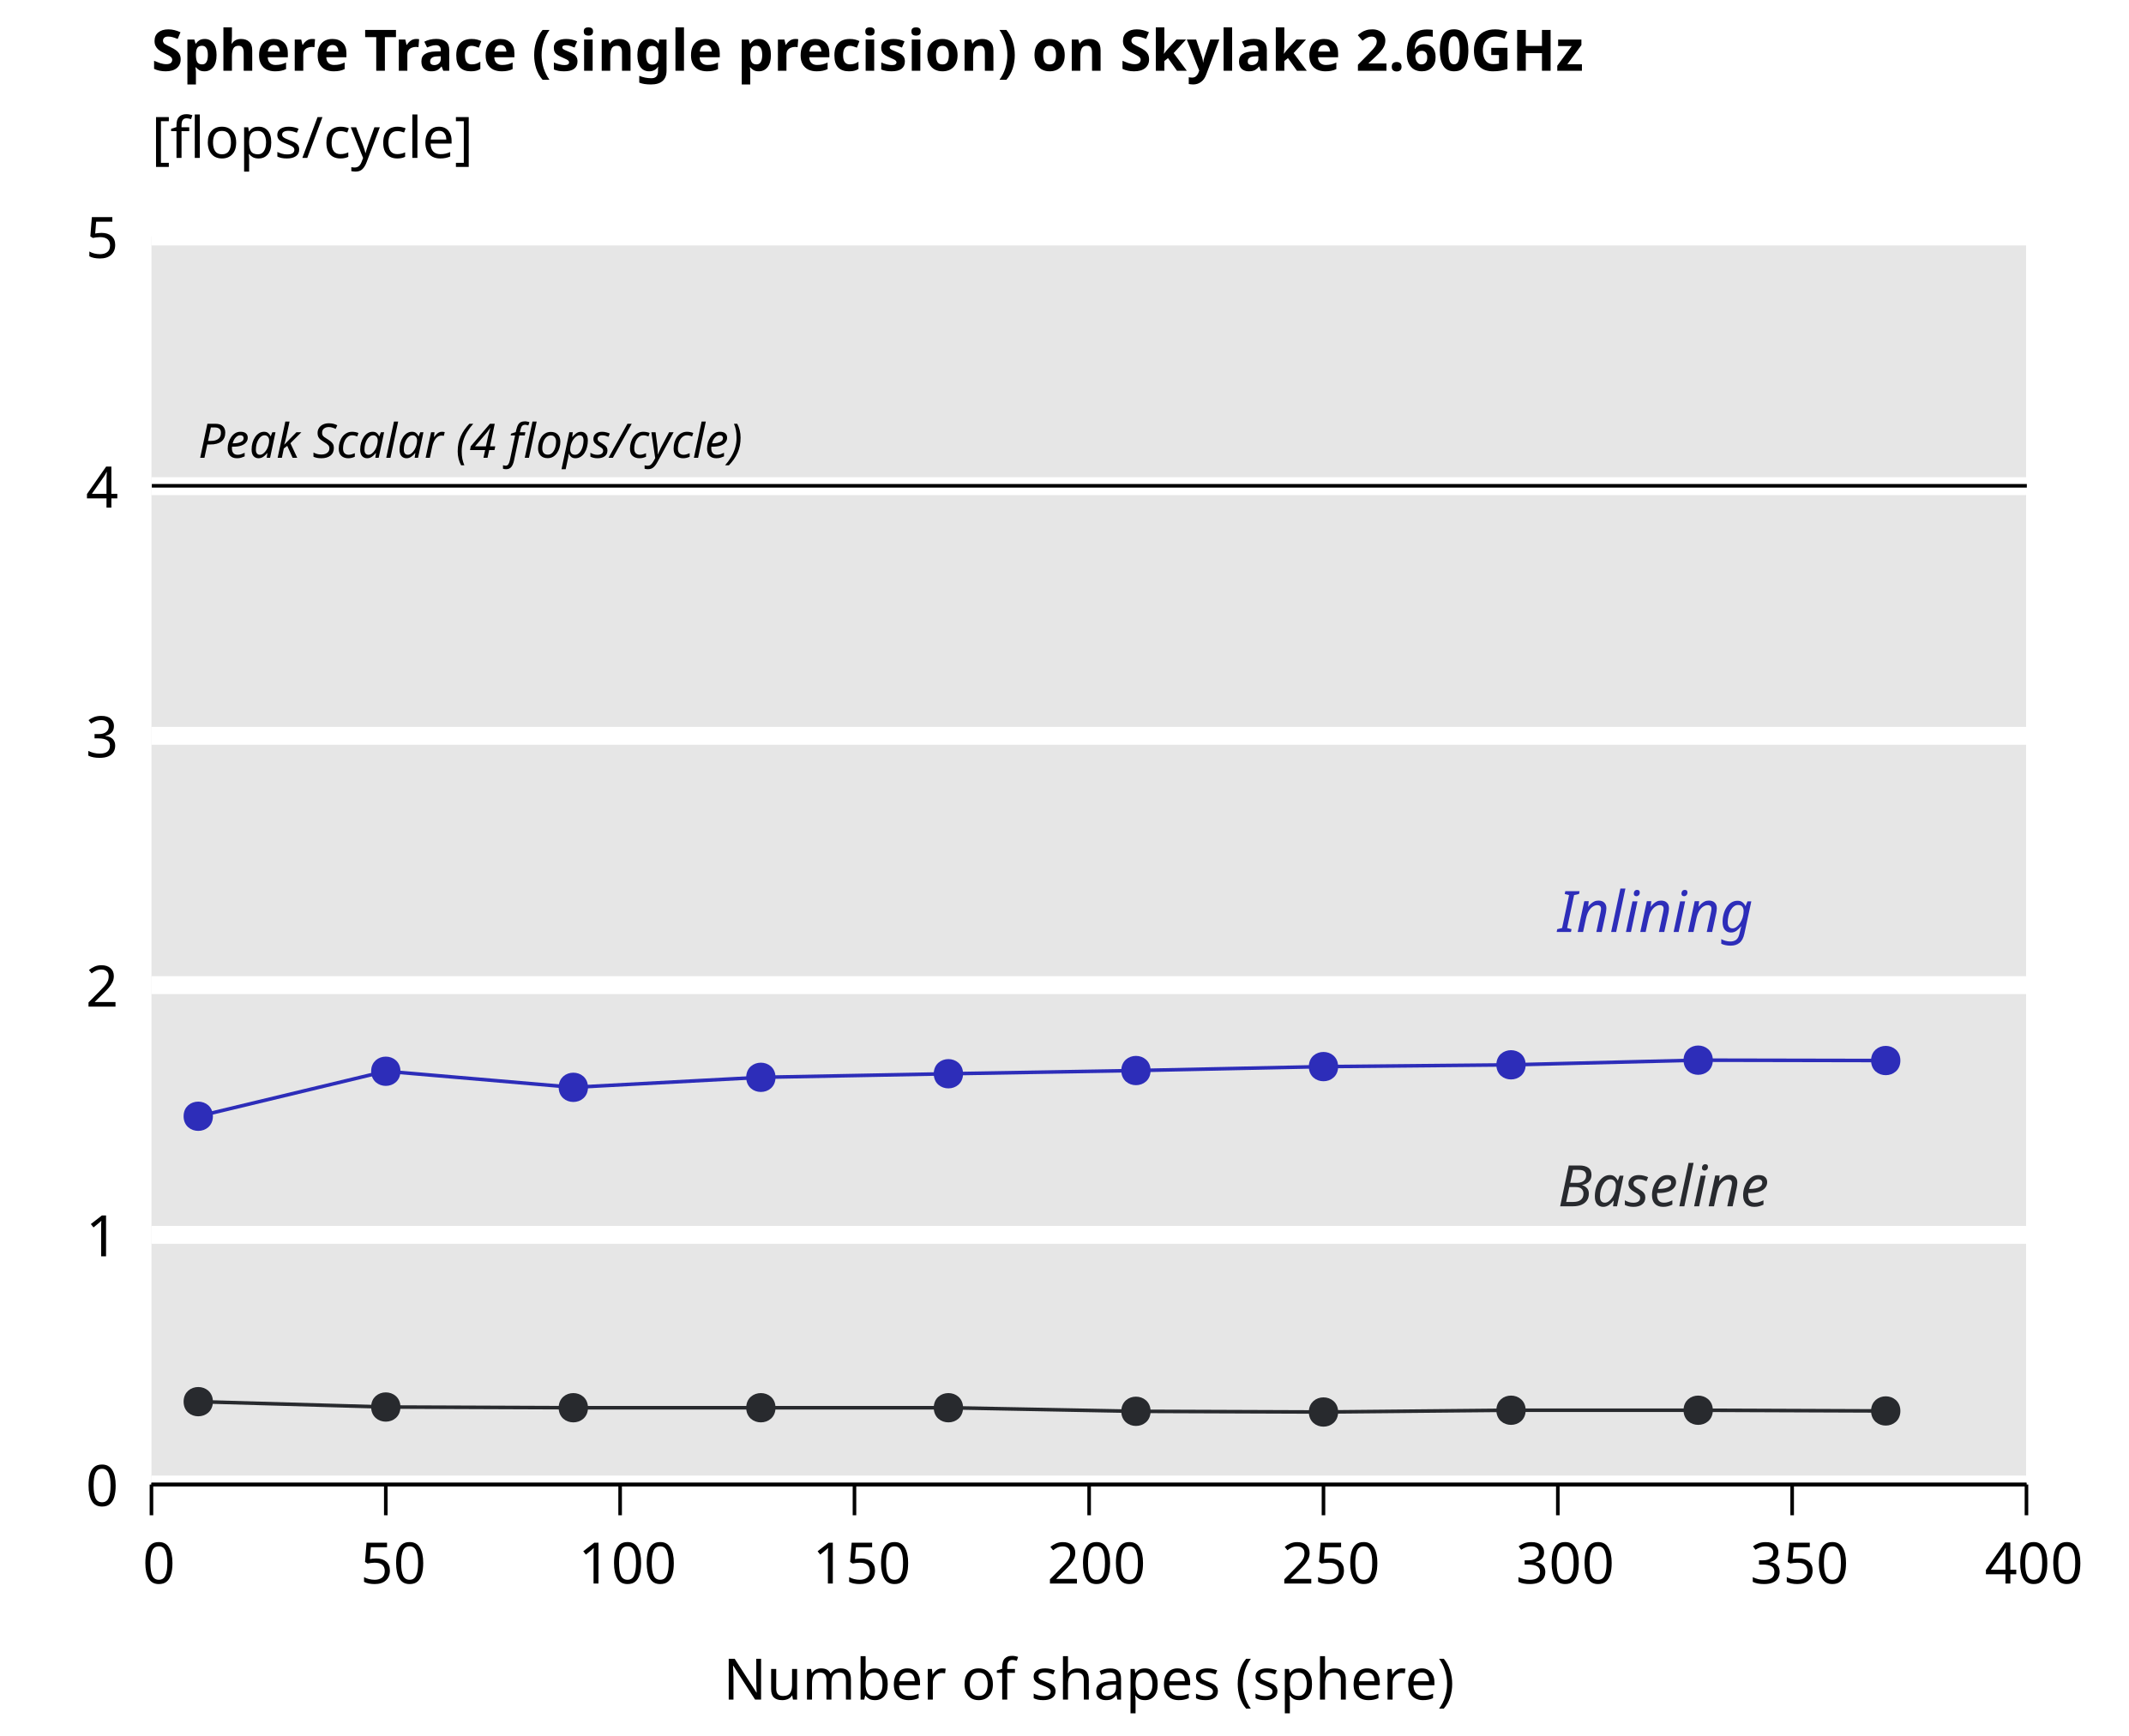 Sphere Trace (single precision) on Skylake 2.60GHz
[flops/cycle]
5
Peak Scalar (4 flops/cycle)
4
3
Inlining
2
Baseline
1
0
0 50 100 150 200 250 300 350 400
Number of shapes (sphere)